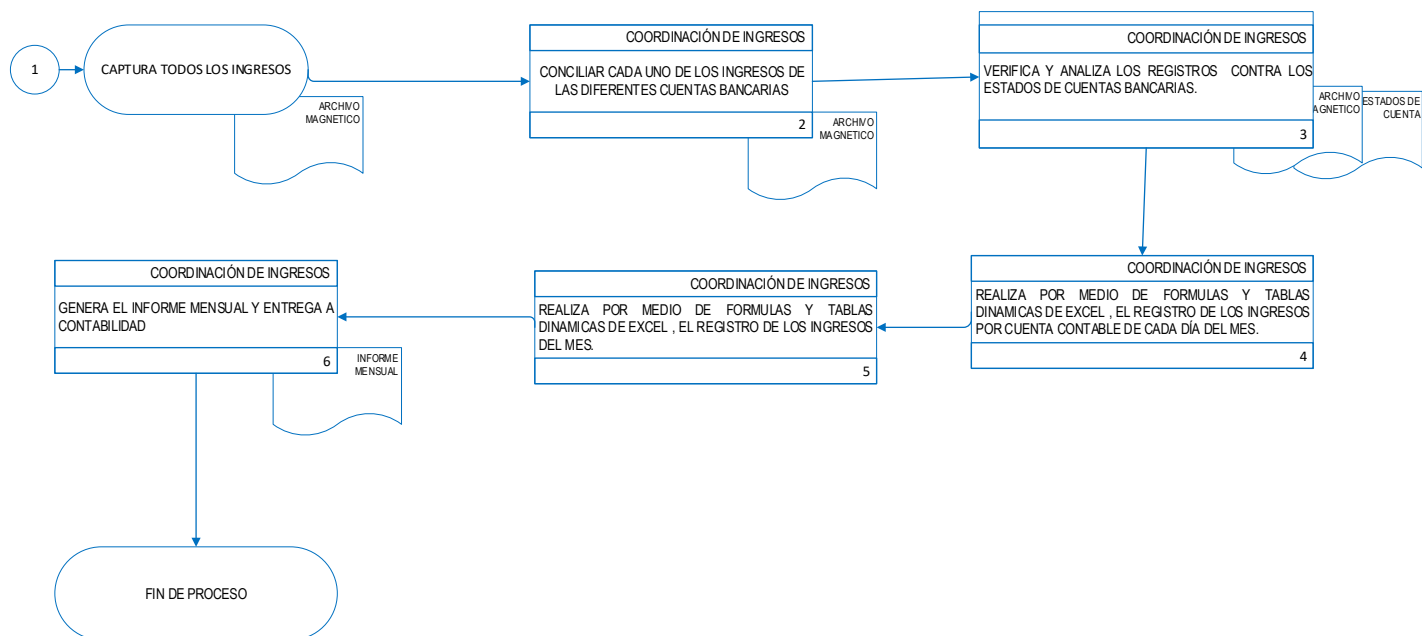 1
CAPTURA TODOS LOS INGRESOS
ARCHIVO
MAGNETICO
COORDINACIÓN DE INGRESOS
CONCILIAR CADA UNO DE LOS INGRESOS DE
LAS DIFERENTES CUENTAS BANCARIAS
2
ARCHIVO
MAGNETICO
COORDINACIÓN DE INGRESOS
VERIFICA Y ANALIZA LOS REGISTROS CONTRA LOS
ESTADOS DE CUENTAS BANCARIAS.
3
ARCHIVO
AGNETICO
ESTADOS DE
CUENTA
COORDINACIÓN DE INGRESOS
REALIZA POR MEDIO DE FORMULAS Y TABLAS
DINAMICAS DE EXCEL , EL REGISTRO DE LOS INGRESOS
POR CUENTA CONTABLE DE CADA DÍA DEL MES.
4
COORDINACIÓN DE INGRESOS
REALIZA POR MEDIO DE FORMULAS Y TABLAS
DINAMICAS DE EXCEL , EL REGISTRO DE LOS INGRESOS
DEL MES.
5
COORDINACIÓN DE INGRESOS
GENERA EL INFORME MENSUAL Y ENTREGA A
CONTABILIDAD
6
INFORME
MENSUAL
FIN DE PROCESO